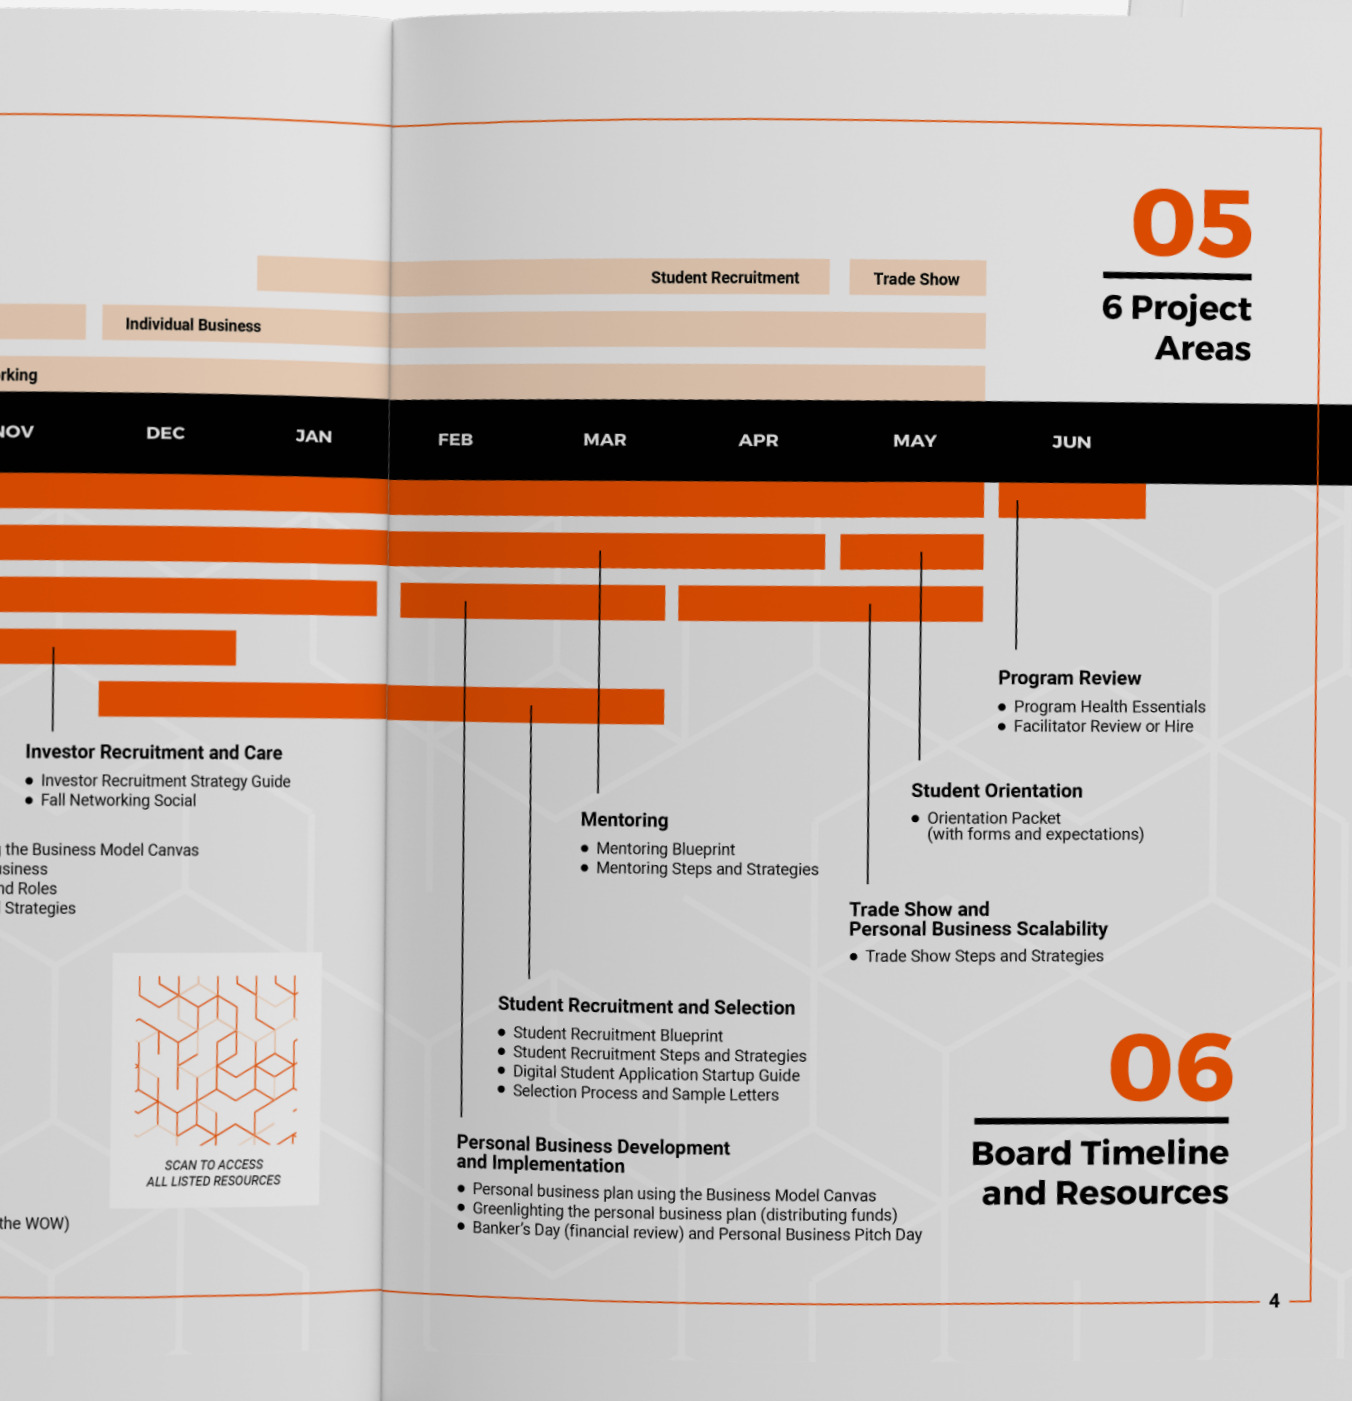 05
6 Project
Areas
Student Recruitment
Trade Show
Individual Business
DEC
JAN
FEB
MAR
APR
MAY
JUN
Program Review
• Program Health Essentials
• Facilitator Review or Hire
Investor Recruitment and Care
• Investor Recruitment Strategy Guide
• Fall Networking Social
the Business Model Canvas
Roles
Strategies
Student Orientation
• Orientation Packet
(with forms and expectations)
Mentoring
• Mentoring Blueprint
• Mentoring Steps and Strategies
Trade Show and
Personal Business Scalability
• Trade Show Steps and Strategies
Student Recruitment and Selection
• Student Recruitment Blueprint
• Student Recruitment Steps and Strategies
• Digital Student Application Startup Guide
• Selection Process and Sample Letters
SCAN TO ACCESS
ALL LISTED RESOURCES
Personal Business Development
and Implementation
• Personal business plan using the Business Model Canvas
• Greenlighting the personal business plan (distributing funds)
• Banker's Day (financial review) and Personal Business Pitch Day
the WOW)
06
Board Timeline
and Resources
4